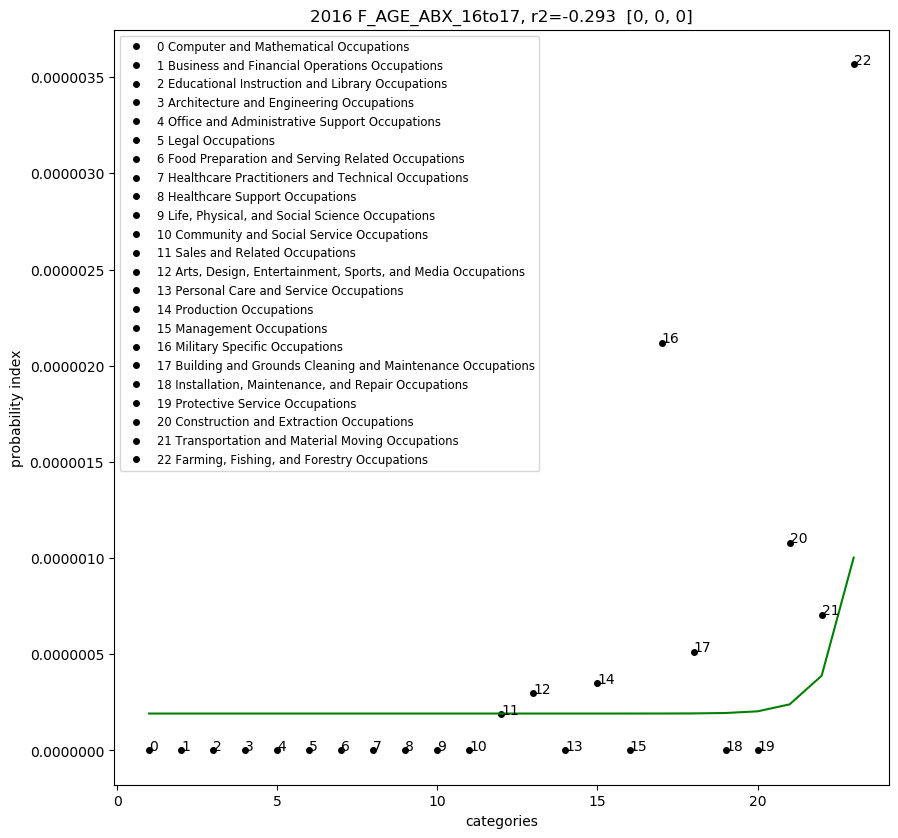 2016 F_AGE_ABX_16to17, r2=-0.293  [0, 0, 0]
0 Computer and Mathematical Occupations
1 Business and Financial Operations Occupations
2 Educational Instruction and Library Occupations
3 Architecture and Engineering Occupations
4 Office and Administrative Support Occupations
5 Legal Occupations
6 Food Preparation and Serving Related Occupations
7 Healthcare Practitioners and Technical Occupations
8 Healthcare Support Occupations
9 Life, Physical, and Social Science Occupations
10 Community and Social Service Occupations
11 Sales and Related Occupations
12 Arts, Design, Entertainment, Sports, and Media Occupations
13 Personal Care and Service Occupations
14 Production Occupations
15 Management Occupations
16 Military Specific Occupations
17 Building and Grounds Cleaning and Maintenance Occupations
18 Installation, Maintenance, and Repair Occupations
19 Protective Service Occupations
20 Construction and Extraction Occupations
21 Transportation and Material Moving Occupations
22 Farming, Fishing, and Forestry Occupations
probability index
0.0000035
0.0000030
0.0000025
0.0000020
0.0000015
0.0000010
0.0000005
0.0000000
22
16
20
21
17
14
12
11
0 1 2 3 4 5 6 7 8 9 10 13 15 18 19
0 5 10 15 20
categories